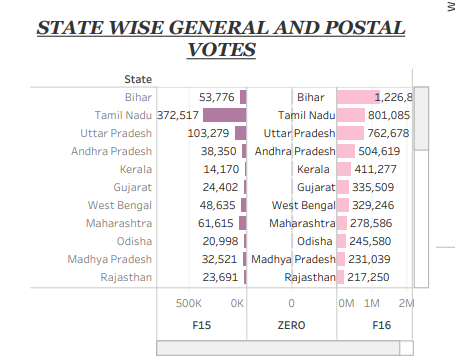 STATE WISE GENERAL AND POSTAL
VOTES
State
Bihar 53,776 Bihar 1,226,8
Tamil Nadu 372,517 Tamil Nadu 801,085
Uttar Pradesh 103,279 Uttar Pradesh 762,678
Andhra Pradesh 38,350 Andhra Pradesh 504,619
Kerala 14,170 Kerala 411,277
Gujarat 24,402 Gujarat 335,509
West Bengal 48,635 West Bengal 329,246
Maharashtra 61,615 Maharashtra 278,586
Odisha 20,998 Odisha 245,580
Madhya Pradesh 32,521 Madhya Pradesh 231,039
Rajasthan 23,691 Rajasthan 217,250
500K 0K 0 0M 1M 2M
F15 ZERO F16